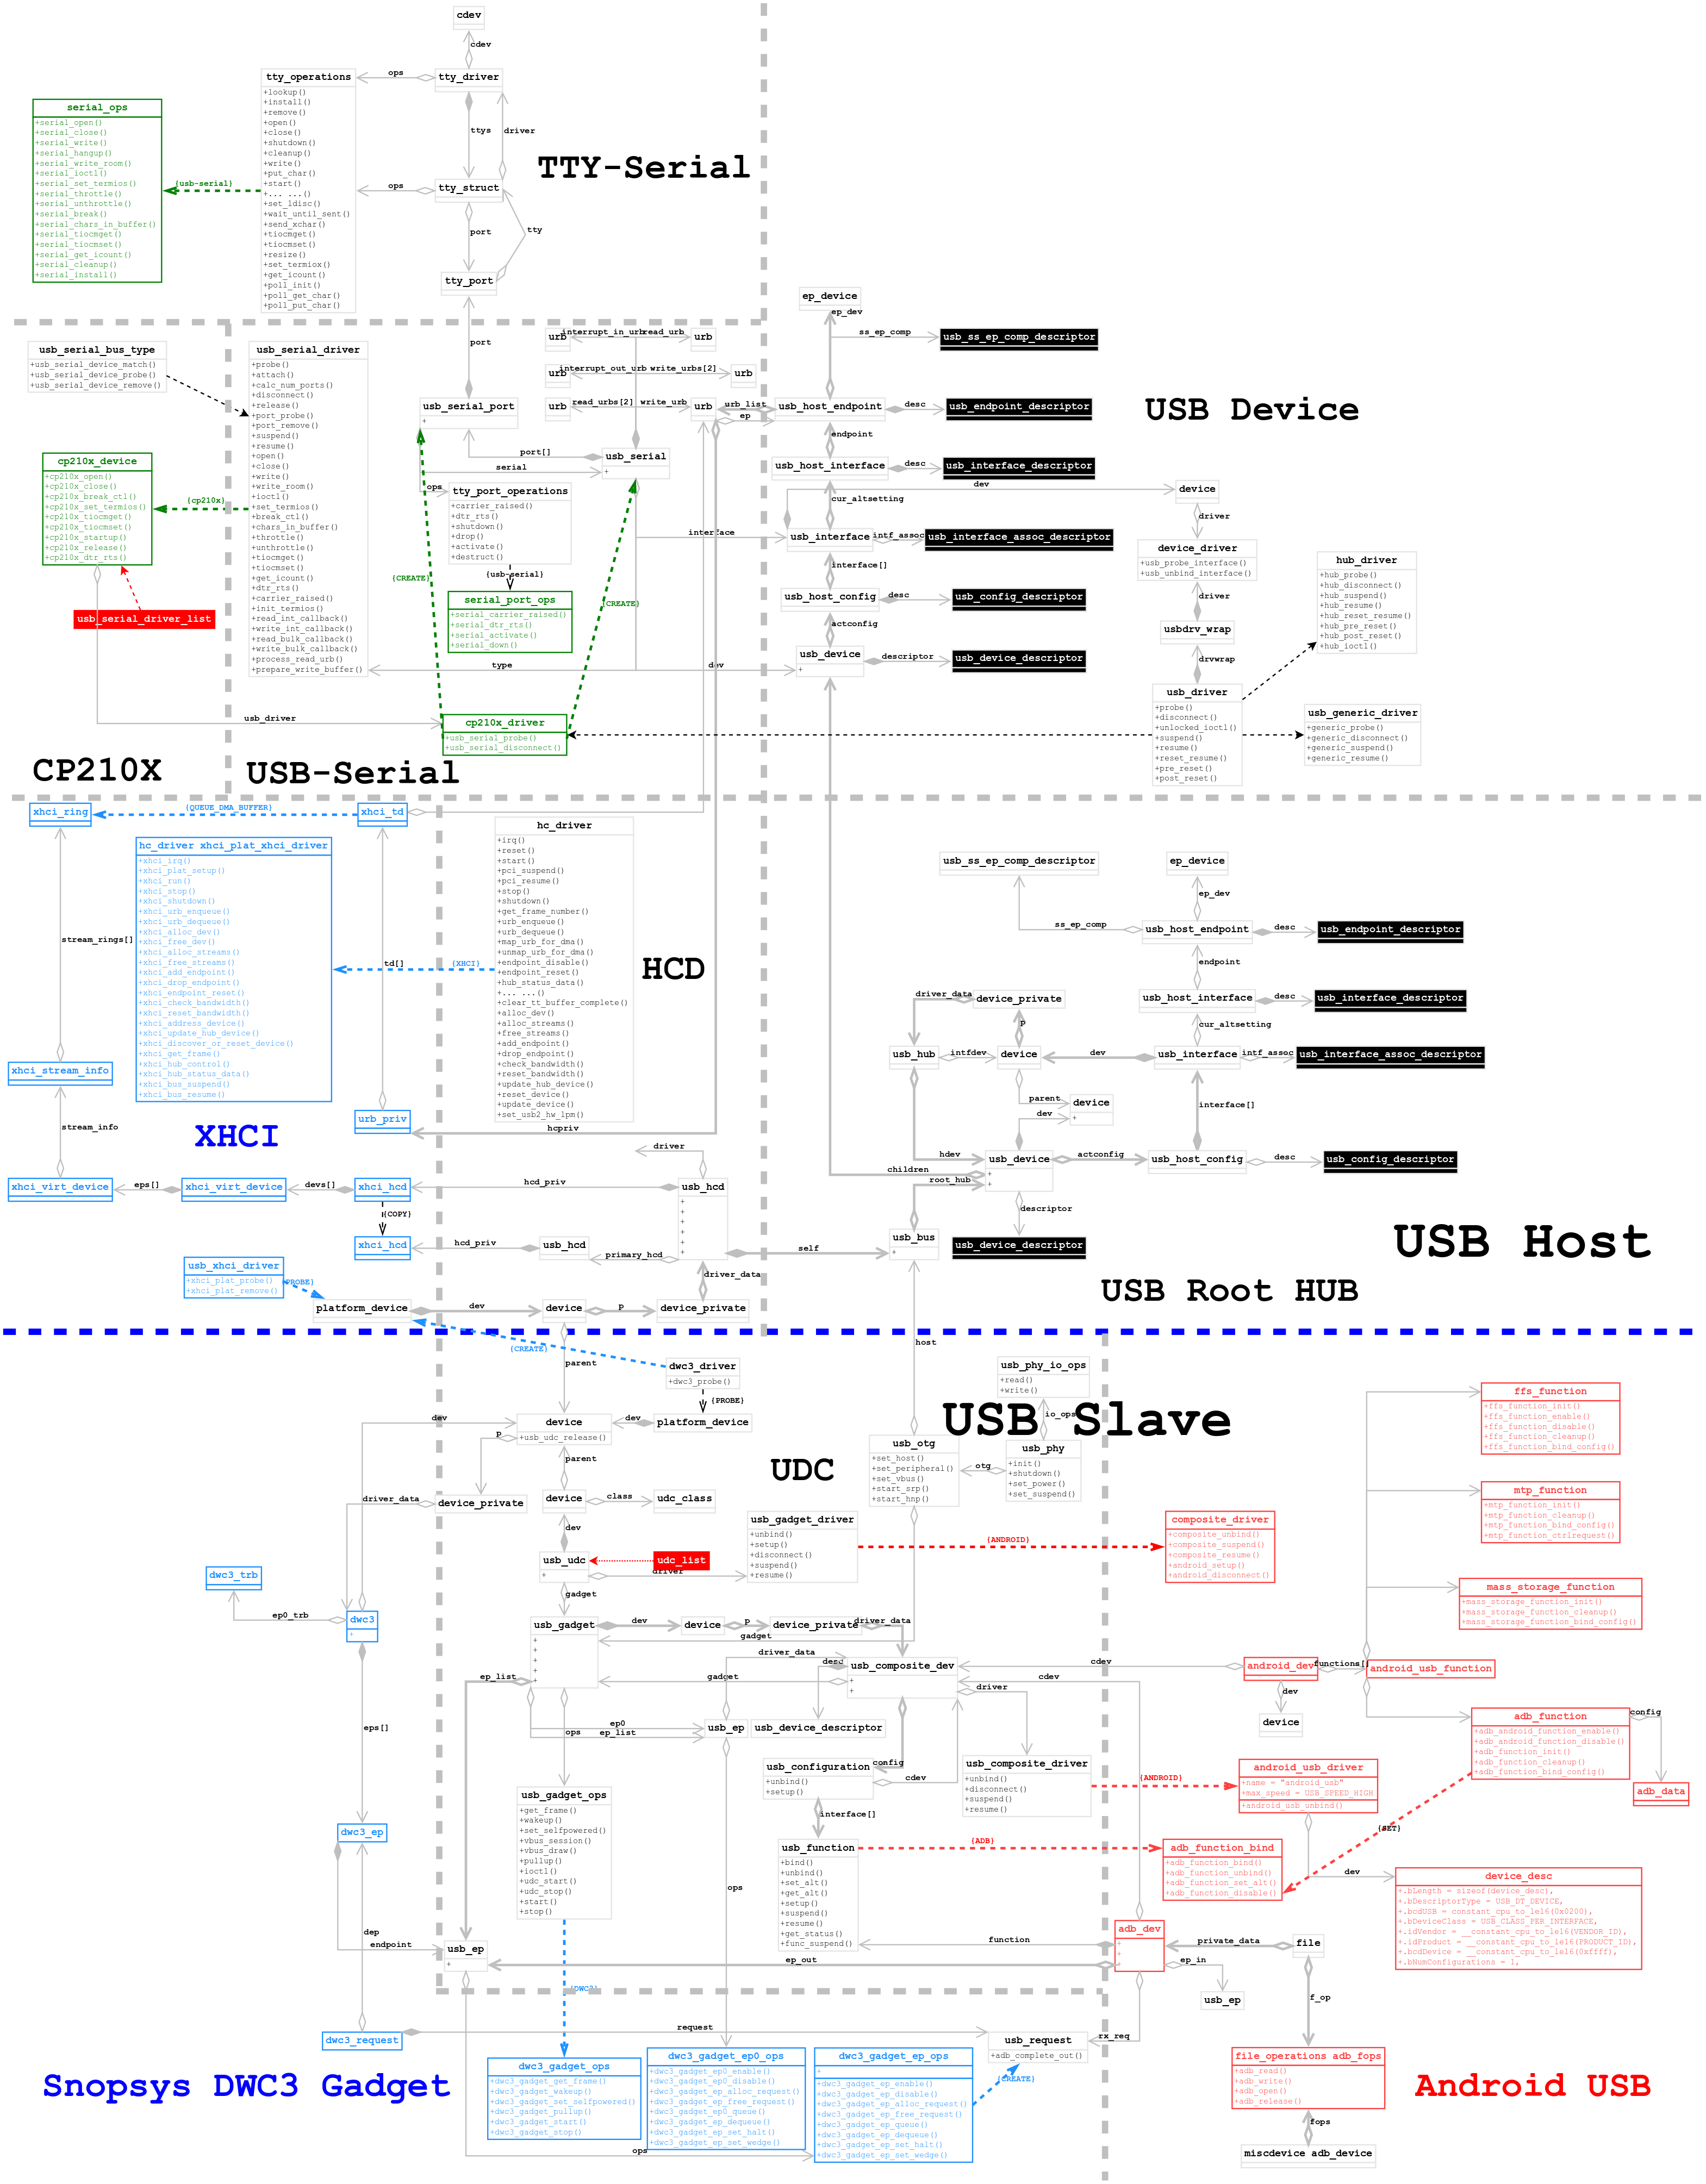 cdev
cdev
tty_operations
+lookup()
+install()
+remove()
+open()
+close()
+shutdown()
+cleanup()
+write()
+put_char()
+start()
+... ...()
+set_ldisc()
+wait_until_sent()
+send_xchar()
+tiocmget()
+tiocmset()
+resize()
+set_termiox()
+get_icount()
+poll_init()
+poll_get_char()
+poll_put_char()
ops
tty_driver
serial_ops
+serial_open()
+serial_close()
+serial_write()
+serial_hangup()
+serial_write_room()
+serial_ioctl()
+serial_set_termios()
+serial_throttle()
+serial_unthrottle()
+serial_break()
+serial_chars_in_buffer()
+serial_tiocmget()
+serial_tiocmset()
+serial_get_icount()
+serial_cleanup()
+serial_install()
{usb-serial}
ttys
driver
TTY-Serial
ops
tty_struct
port
tty
tty_port
port
usb_serial_bus_type
+usb_serial_device_match()
+usb_serial_device_probe()
+usb_serial_device_remove()
usb_serial_driver
+probe()
+attach()
+calc_num_ports()
+disconnect()
+release()
+port_probe()
+port_remove()
+suspend()
+resume()
+open()
+close()
+write()
+write_room()
+ioctl()
+set_termios()
+break_ctl()
+chars_in_buffer()
+throttle()
+unthrottle()
+tiocmget()
+tiocmset()
+get_icount()
+dtr_rts()
+carrier_raised()
+init_termios()
+read_int_callback()
+write_int_callback()
+read_bulk_callback()
+write_bulk_callback()
+process_read_urb()
+prepare_write_buffer()
cp210x_device
+cp210x_open()
+cp210x_close()
+cp210x_break_ctl()
+cp210x_set_termios()
+cp210x_tiocmget()
+cp210x_tiocmset()
+cp210x_startup()
+cp210x_release()
+cp210x_dtr_rts()
{cp210x}
usb_serial_driver_list
usb_driver
CP210X
USB-Serial
urb
interrupt_in_urb
read_urb
urb
urb
interrupt_out_urb
write_urbs[2]
urb
urb
read_urbs[2]
write_urb
urb
urb_list
ep
usb_serial_port
+
port[]
usb_serial
+
serial
ops
tty_port_operations
+carrier_raised()
+dtr_rts()
+shutdown()
+drop()
+activate()
+destruct()
{usb-serial}
serial_port_ops
+serial_carrier_raised()
+serial_dtr_rts()
+serial_activate()
+serial_down()
{CREATE}
{CREATE}
interface
type
dev
cp210x_driver
+usb_serial_probe()
+usb_serial_disconnect()
ep_device
ep_dev
ss_ep_comp
usb_ss_ep_comp_descriptor
usb_host_endpoint
desc
usb_endpoint_descriptor
USB Device
endpoint
usb_host_interface
desc
usb_interface_descriptor
cur_altsetting
dev
device
usb_interface
intf_assoc
usb_interface_assoc_descriptor
interface[]
usb_host_config
desc
usb_config_descriptor
actconfig
usb_device
+
descriptor
usb_device_descriptor
driver
device_driver
+usb_probe_interface()
+usb_unbind_interface()
driver
usbdrv_wrap
drvwrap
usb_driver
+probe()
+disconnect()
+unlocked_ioctl()
+suspend()
+resume()
+reset_resume()
+pre_reset()
+post_reset()
hub_driver
+hub_probe()
+hub_disconnect()
+hub_suspend()
+hub_resume()
+hub_reset_resume()
+hub_pre_reset()
+hub_post_reset()
+hub_ioctl()
usb_generic_driver
+generic_probe()
+generic_disconnect()
+generic_suspend()
+generic_resume()
xhci_ring
{QUEUE_DMA_BUFFER}
xhci_td
hc_driver xhci_plat_xhci_driver
+xhci_irq()
+xhci_plat_setup()
+xhci_run()
+xhci_stop()
+xhci_shutdown()
+xhci_urb_enqueue()
+xhci_urb_dequeue()
+xhci_alloc_dev()
+xhci_free_dev()
+xhci_alloc_streams()
+xhci_free_streams()
+xhci_add_endpoint()
+xhci_drop_endpoint()
+xhci_endpoint_reset()
+xhci_check_bandwidth()
+xhci_reset_bandwidth()
+xhci_address_device()
+xhci_update_hub_device()
+xhci_discover_or_reset_device()
+xhci_get_frame()
+xhci_hub_control()
+xhci_hub_status_data()
+xhci_bus_suspend()
+xhci_bus_resume()
stream_rings[]
td[]
{XHCI}
xhci_stream_info
stream_info
urb_priv
XHCI
hc_driver
+irq()
+reset()
+start()
+pci_suspend()
+pci_resume()
+stop()
+shutdown()
+get_frame_number()
+urb_enqueue()
+urb_dequeue()
+map_urb_for_dma()
+unmap_urb_for_dma()
+endpoint_disable()
+endpoint_reset()
+hub_status_data()
+... ...()
+clear_tt_buffer_complete()
+alloc_dev()
+alloc_streams()
+free_streams()
+add_endpoint()
+drop_endpoint()
+check_bandwidth()
+reset_bandwidth()
+update_hub_device()
+reset_device()
+update_device()
+set_usb2_hw_lpm()
HCD
hcpriv
driver
xhci_virt_device
eps[]
xhci_virt_device
devs[]
xhci_hcd
hcd_priv
usb_hcd
+
+
+
+
+
+
{COPY}
xhci_hcd
hcd_priv
usb_hcd
primary_hcd
self
driver_data
usb_xhci_driver
+xhci_plat_probe()
+xhci_plat_remove()
{PROBE}
platform_device
dev
device
p
device_private
usb_ss_ep_comp_descriptor
ep_device
ep_dev
ss_ep_comp
usb_host_endpoint
desc
usb_endpoint_descriptor
endpoint
usb_host_interface
desc
usb_interface_descriptor
driver_data
device_private
p
cur_altsetting
usb_hub
intfdev
device
dev
usb_interface
intf_assoc
usb_interface_assoc_descriptor
parent
device
+
dev
interface[]
hdev
usb_device
+
+
actconfig
usb_host_config
desc
usb_config_descriptor
children
root_hub
descriptor
usb_bus
+
usb_device_descriptor
USB Host
USB Root HUB
{CREATE}
parent
dwc3_driver
+dwc3_probe()
{PROBE}
host
usb_phy_io_ops
+read()
+write()
io_ops
USB Slave
dev
device
+usb_udc_release()
dev
platform_device
p
parent
UDC
usb_otg
+set_host()
+set_peripheral()
+set_vbus()
+start_srp()
+start_hnp()
otg
usb_phy
+init()
+shutdown()
+set_power()
+set_suspend()
driver_data
device_private
device
class
udc_class
dev
usb_gadget_driver
+unbind()
+setup()
+disconnect()
+suspend()
+resume()
{ANDROID}
composite_driver
+composite_unbind()
+composite_suspend()
+composite_resume()
+android_setup()
+android_disconnect()
usb_udc
+
udc_list
driver
gadget
dwc3_trb
ep0_trb
dwc3
+
usb_gadget
+
+
+
+
+
dev
device
p
device_private
driver_data
gadget
driver_data
desc
usb_composite_dev
+
+
gadget
cdev
cdev
driver
ep_list
ops
ep0
ep_list
usb_ep
usb_device_descriptor
eps[]
usb_gadget_ops
+get_frame()
+wakeup()
+set_selfpowered()
+vbus_session()
+vbus_draw()
+pullup()
+ioctl()
+udc_start()
+udc_stop()
+start()
+stop()
config
usb_configuration
+unbind()
+setup()
cdev
usb_composite_driver
+unbind()
+disconnect()
+suspend()
+resume()
{ANDROID}
interface[]
usb_function
+bind()
+unbind()
+set_alt()
+get_alt()
+setup()
+suspend()
+resume()
+get_status()
+func_suspend()
{ADB}
ops
dwc3_ep
dep
endpoint
usb_ep
+
ep_out
function
{DWC3}
dwc3_request
request
usb_request
+adb_complete_out()
rx_req
{CREATE}
Snopsys DWC3 Gadget
dwc3_gadget_ops
+dwc3_gadget_get_frame()
+dwc3_gadget_wakeup()
+dwc3_gadget_set_selfpowered()
+dwc3_gadget_pullup()
+dwc3_gadget_start()
+dwc3_gadget_stop()
dwc3_gadget_ep0_ops
+dwc3_gadget_ep0_enable()
+dwc3_gadget_ep0_disable()
+dwc3_gadget_ep_alloc_request()
+dwc3_gadget_ep_free_request()
+dwc3_gadget_ep0_queue()
+dwc3_gadget_ep_dequeue()
+dwc3_gadget_ep_set_halt()
+dwc3_gadget_ep_set_wedge()
dwc3_gadget_ep_ops
+
+dwc3_gadget_ep_enable()
+dwc3_gadget_ep_disable()
+dwc3_gadget_ep_alloc_request()
+dwc3_gadget_ep_free_request()
+dwc3_gadget_ep_queue()
+dwc3_gadget_ep_dequeue()
+dwc3_gadget_ep_set_halt()
+dwc3_gadget_ep_set_wedge()
ops
ffs_function
+ffs_function_init()
+ffs_function_enable()
+ffs_function_disable()
+ffs_function_cleanup()
+ffs_function_bind_config()
mtp_function
+mtp_function_init()
+mtp_function_cleanup()
+mtp_function_bind_config()
+mtp_function_ctrlrequest()
mass_storage_function
+mass_storage_function_init()
+mass_storage_function_cleanup()
+mass_storage_function_bind_config()
android_dev
functions[]
android_usb_function
dev
device
adb_function
+adb_android_function_enable()
+adb_android_function_disable()
+adb_function_init()
+adb_function_cleanup()
+adb_function_bind_config()
config
adb_data
android_usb_driver
+name = "android_usb"
+max_speed = USB_SPEED_HIGH
+android_usb_unbind()
{SET}
adb_function_bind
+adb_function_bind()
+adb_function_unbind()
+adb_function_set_alt()
+adb_function_disable()
dev
device_desc
+.bLength = sizeof(device_desc),
+.bDescriptorType = USB_DT_DEVICE,
+.bcdUSB = constant_cpu_to_le16(0x0200),
+.bDeviceClass = USB_CLASS_PER_INTERFACE,
+.idVendor = __constant_cpu_to_le16(VENDOR_ID),
+.idProduct = __constant_cpu_to_le16(PRODUCT_ID),
+.bcdDevice = __constant_cpu_to_le16(0xffff),
+.bNumConfigurations = 1,
adb_dev
+
+
+
private_data
file
ep_in
usb_ep
f_op
file_operations adb_fops
+adb_read()
+adb_write()
+adb_open()
+adb_release()
fops
miscdevice adb_device
Android USB